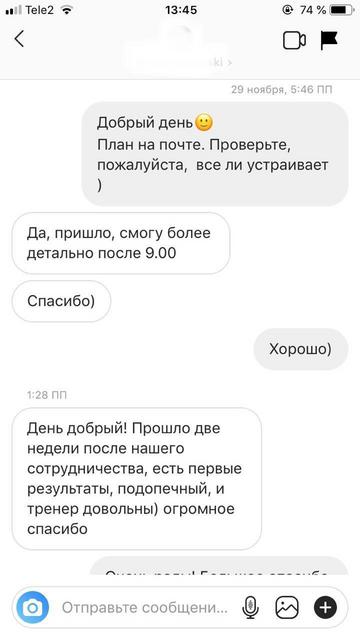 Tele2 13:45 74 %
ki >
29 ноября, 5:46 ПП
Добрый день🙂
План на почте. Проверьте,
пожалуйста, все ли устраивает
)
Да, пришло, смогу более
детально после 9.00
Спасибо)
Хорошо)
1:28 ПП
День добрый! Прошло две
недели после нашего
сотрудничества, есть первые
результаты, подопечный, и
тренер довольны) огромное
спасибо
Отправьте сообщени...